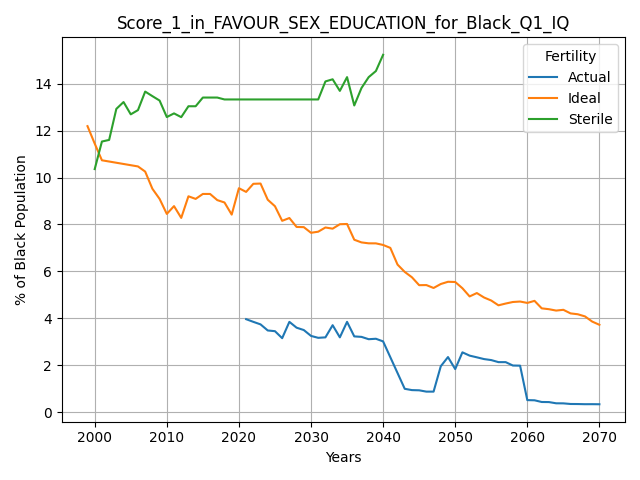 Score_1_in_FAVOUR_SEX_EDUCATION_for_Black_Q1_IQ
Fertility
Actual
Ideal
Sterile
% of Black Population
14
12
10
8
6
4
2
0
2000 2010 2020 2030 2040 2050 2060 2070
Years